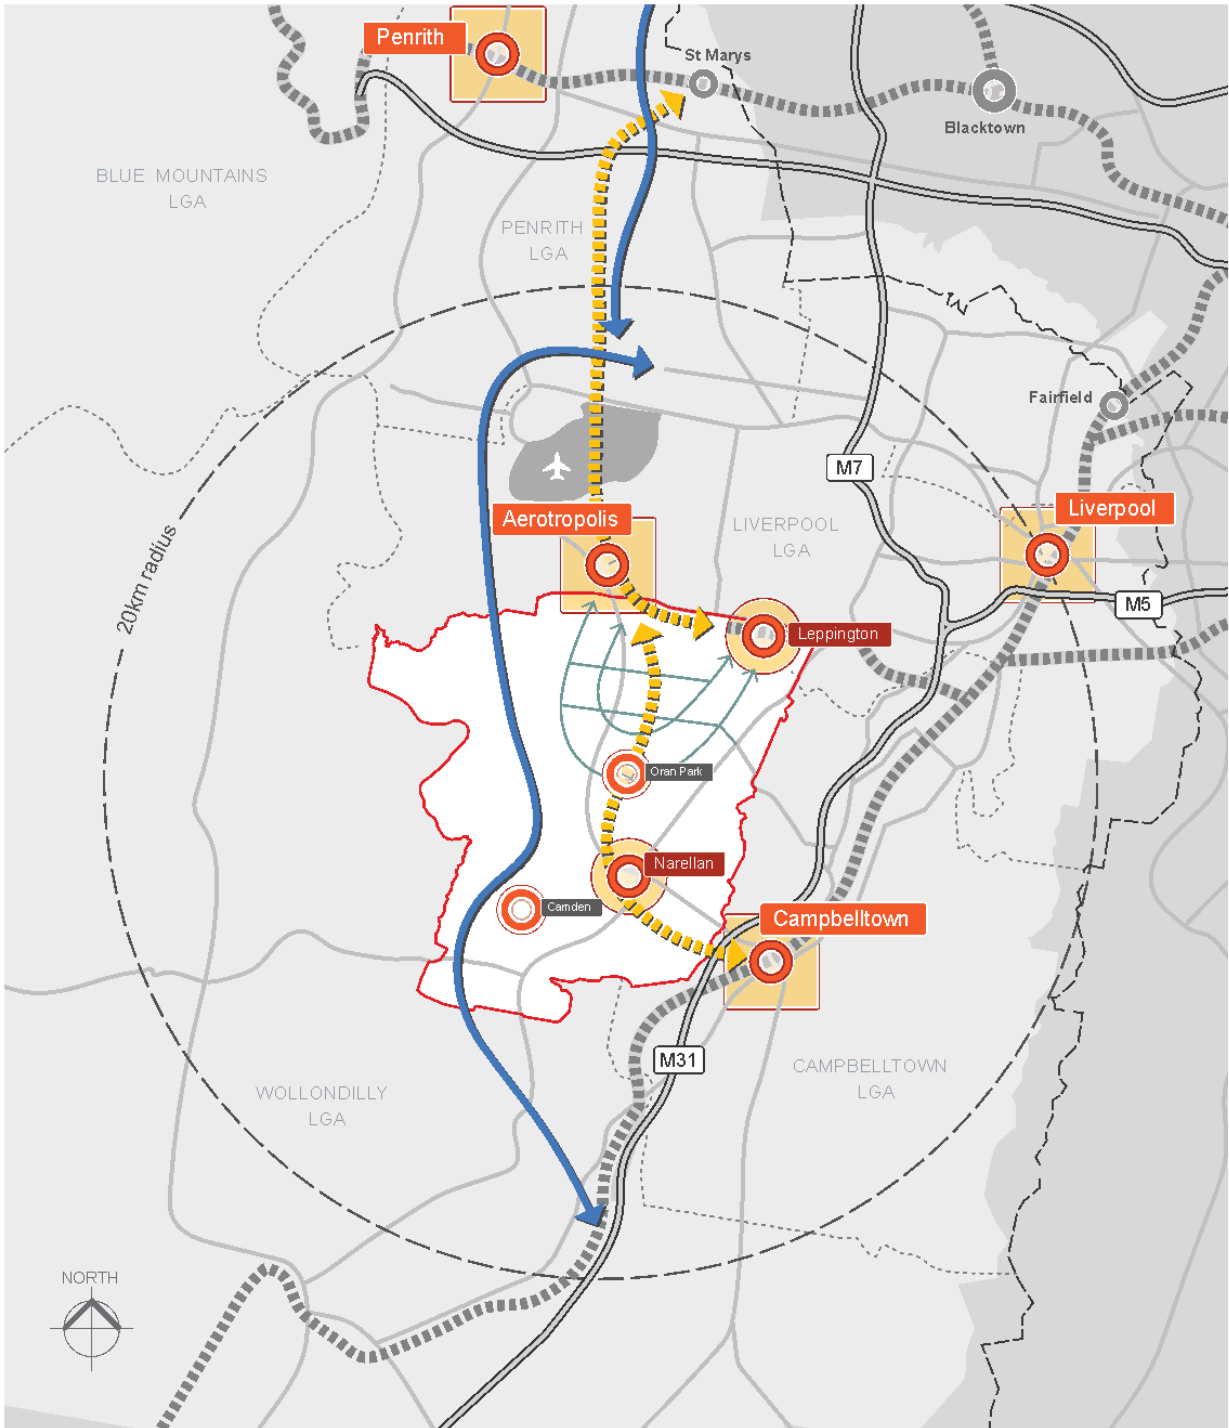 Penrith
St Marys
Blacktown
BLUE MOUNTAINS
LGA
PENRITH
LGA
Fairfield
M7
Liverpool
Aerotropolis
LIVERPOOL
LGA
20km radius
M5
Leppington
Oran Park
Narellan
Camden
Campbelltown
M31
CAMPBELLTOWN
LGA
WOLLONDILLY
LGA
NORTH